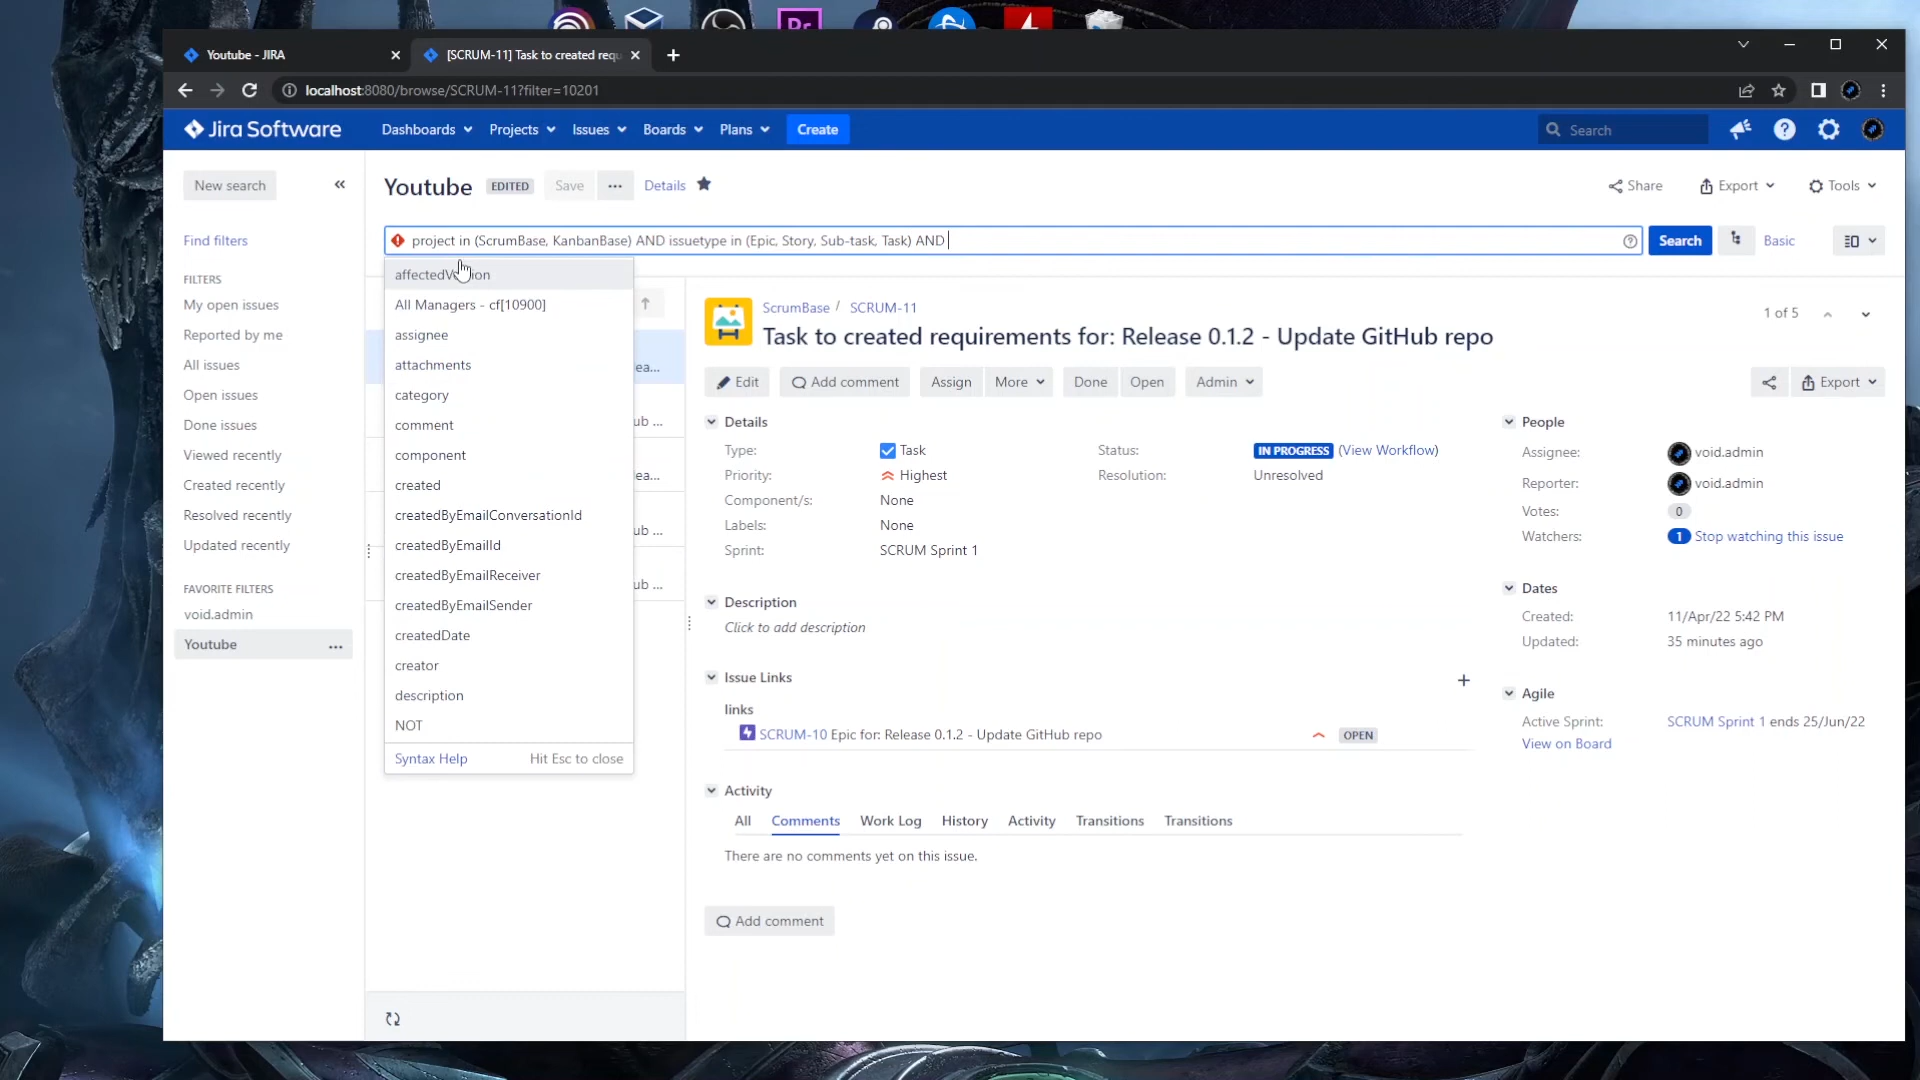 Pr
Youtube - JIRA
[SCRUM-11] Task to created requ
localhost:8080/browse/SCRUM-11?filter=10201
Jira Software
Dashboards
Projects
Issues
Boards
Plans
Create
Search
New search
Youtube
EDITED
Save
Details
Share
Export
Tools
Find filters
project in (ScrumBase, KanbanBase) AND issuetype in (Epic, Story, Sub-task, Task) AND
Search
Basic
FILTERS
My open issues
Reported by me
All issues
Open issues
Done issues
Viewed recently
Created recently
Resolved recently
Updated recently
FAVORITE FILTERS
void.admin
Youtube
affectedVersion
All Managers - cf[10900]
assignee
attachments
category
comment
component
created
createdByEmailConversationId
createdByEmailId
createdByEmailReceiver
createdByEmailSender
createdDate
creator
description
NOT
Syntax Help
Hit Esc to close
ea...
ub ...
ea...
ub ...
ub ...
ScrumBase / SCRUM-11
Task to created requirements for: Release 0.1.2 - Update GitHub repo
1 of 5
Edit
Add comment
Assign
More
Done
Open
Admin
Export
Details
Type: Task
Priority: Highest
Component/s: None
Labels: None
Sprint: SCRUM Sprint 1
Status: IN PROGRESS (View Workflow)
Resolution: Unresolved
Description
Click to add description
Issue Links
links
SCRUM-10 Epic for: Release 0.1.2 - Update GitHub repo
OPEN
Activity
All
Comments
Work Log
History
Activity
Transitions
Transitions
There are no comments yet on this issue.
Add comment
People
Assignee: void.admin
Reporter: void.admin
Votes: 0
Watchers: 1 Stop watching this issue
Dates
Created: 11/Apr/22 5:42 PM
Updated: 35 minutes ago
Agile
Active Sprint: SCRUM Sprint 1 ends 25/Jun/22
View on Board